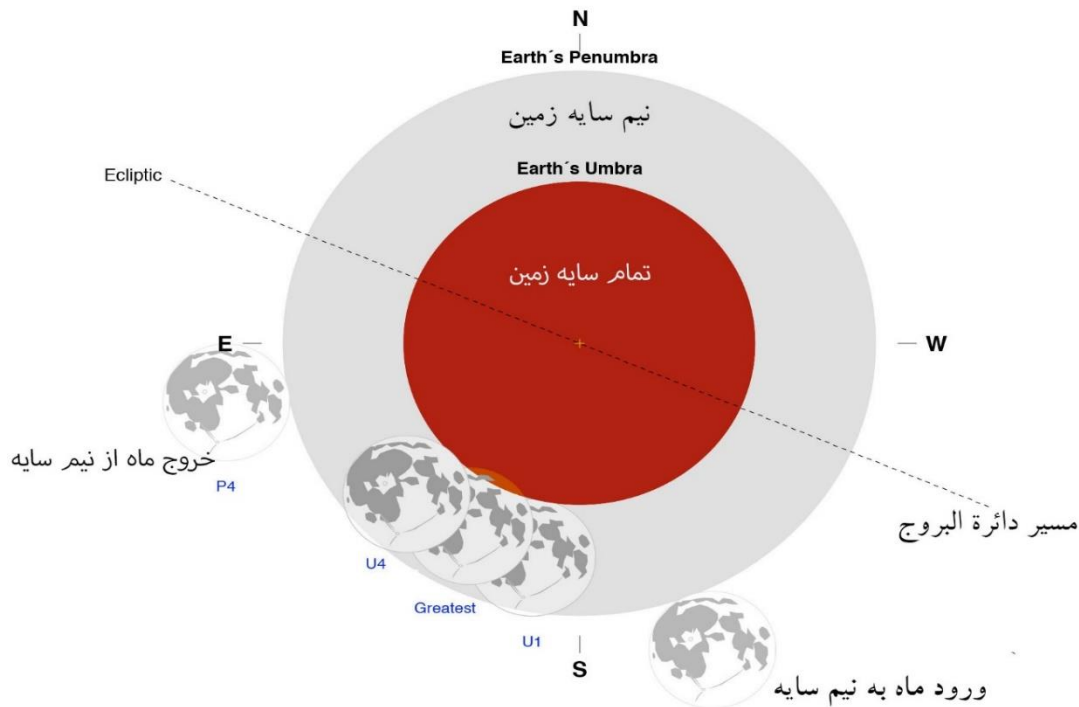 N
Earth´s Penumbra
نیم سایه زمین
Earth´s Umbra
Ecliptic
تمام سایه زمین
E
W
خروج ماه از نیم سایه
P4
مسیر دائرة البروج
U4
Greatest
U1
S
ورود ماه به نیم سایه